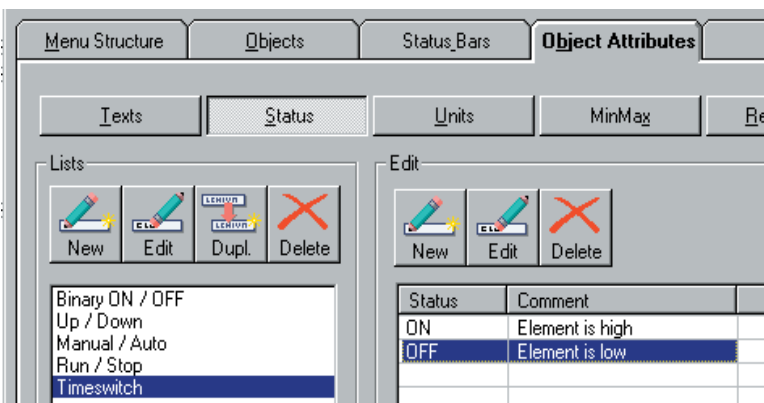 Menu Structure Objects Status Bars Object Attributes
Texts Status Units MinMax Re
Lists Edit
New Edit Dupl. Delete New Edit Delete
Binary ON / OFF
Up / Down
Manual / Auto
Run / Stop
Timeswitch
Status Comment
ON Element is high
OFF Element is low